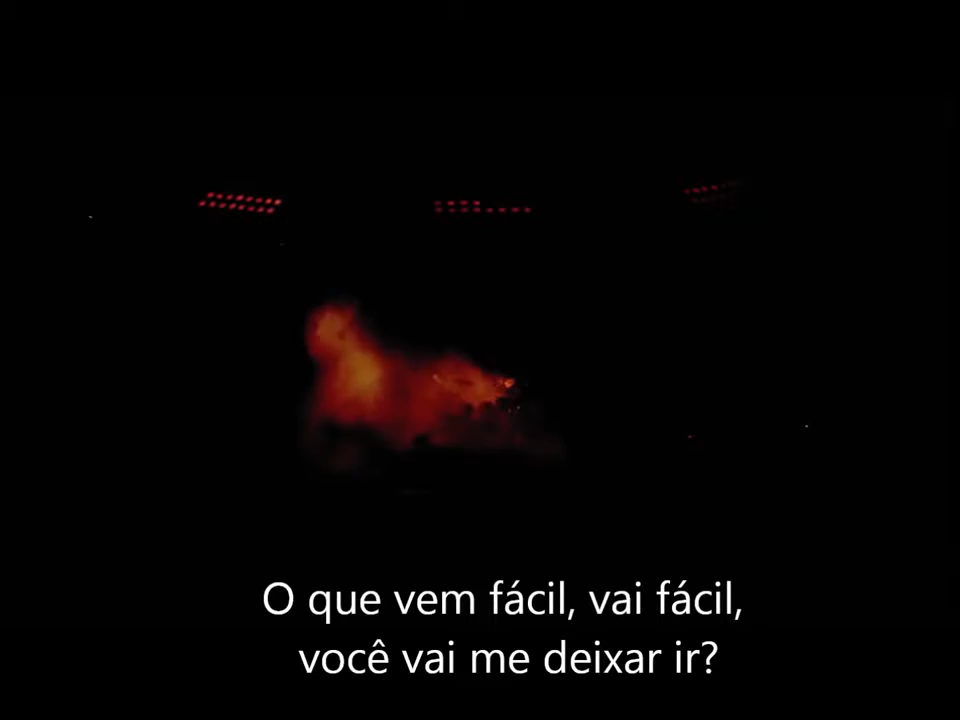 O que vem fácil, vai fácil,
você vai me deixar ir?